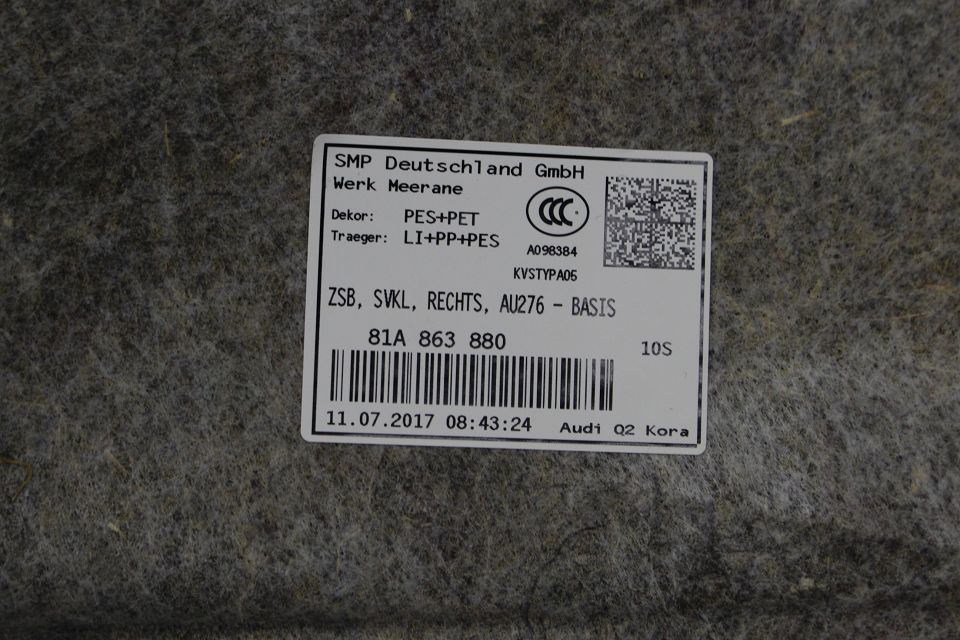 SMP Deutschland GmbH
Werk Meerane
Dekor: PES+PET
Traeger: LI+PP+PES
CCC
A098384
KVSTYPA05
ZSB, SVKL, RECHTS, AU276 - BASIS
81A 863 880
10S
11.07.2017 08:43:24
Audi Q2 Kora